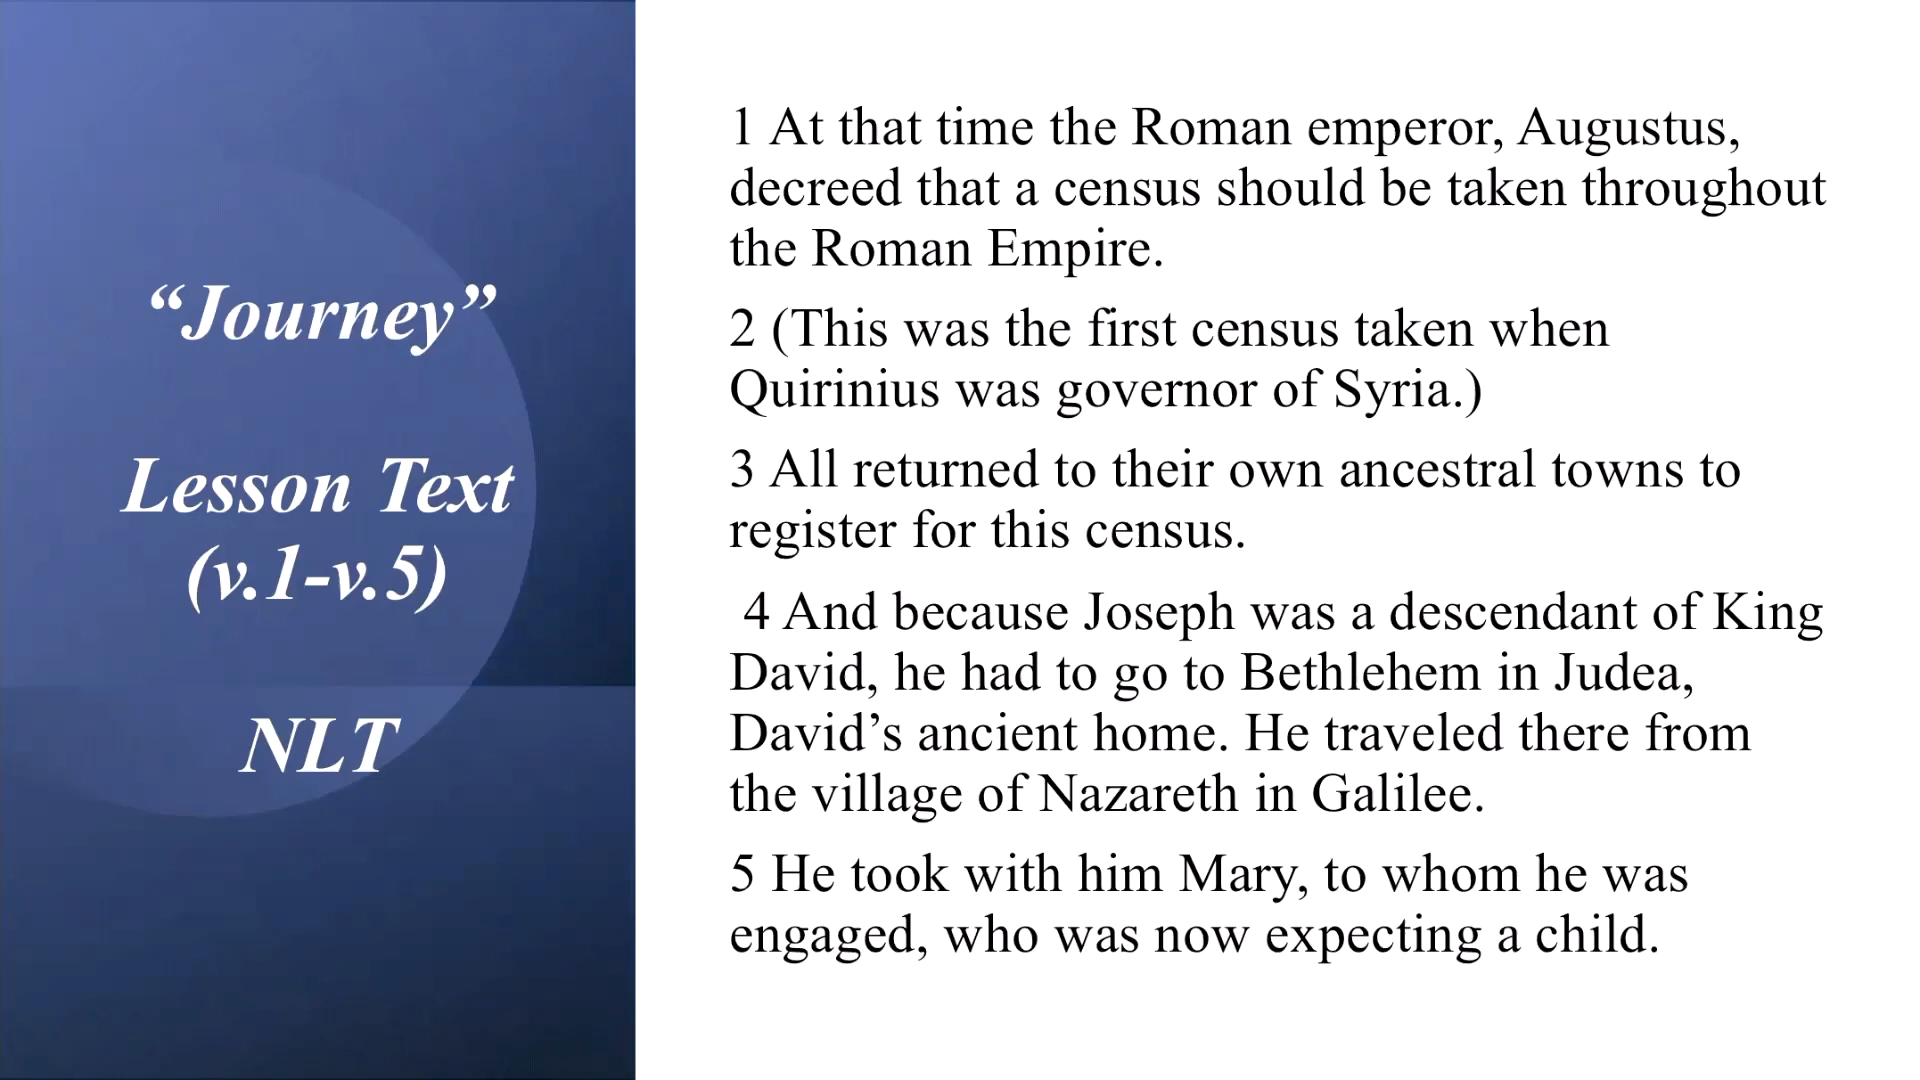 “Journey”
Lesson Text
(v.1-v.5)
NLT
1 At that time the Roman emperor, Augustus,
decreed that a census should be taken throughout
the Roman Empire.
2 (This was the first census taken when
Quirinius was governor of Syria.)
3 All returned to their own ancestral towns to
register for this census.
4 And because Joseph was a descendant of King
David, he had to go to Bethlehem in Judea,
David’s ancient home. He traveled there from
the village of Nazareth in Galilee.
5 He took with him Mary, to whom he was
engaged, who was now expecting a child.